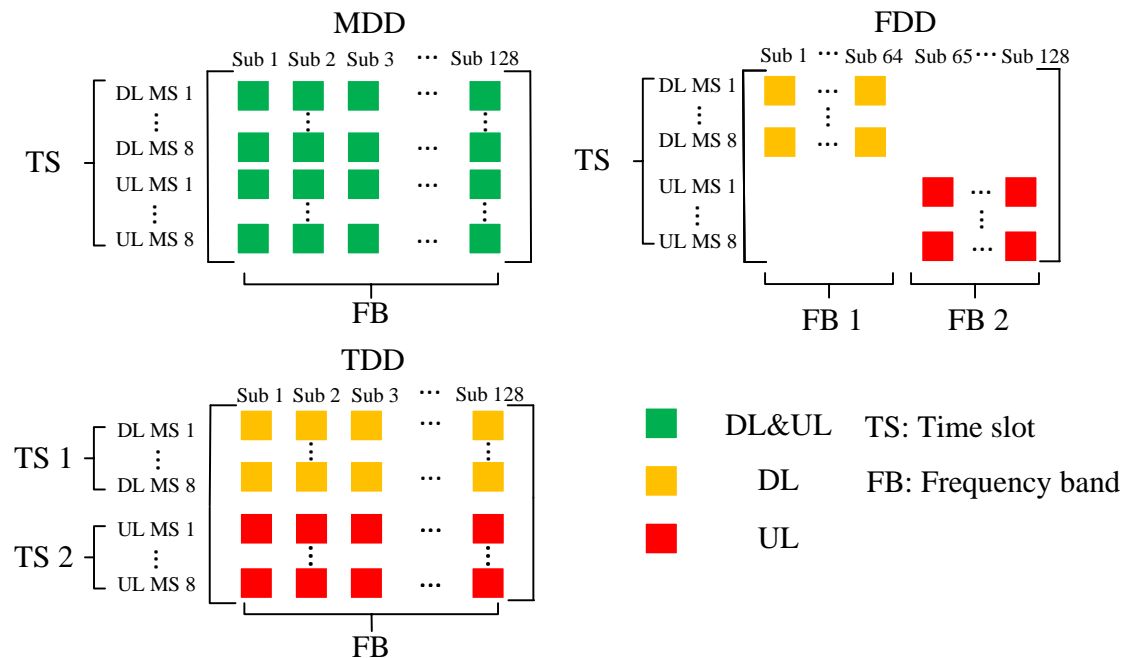 MDD
Sub 1 Sub 2 Sub 3 ... Sub 128
DL MS 1
DL MS 8
UL MS 1
UL MS 8
TS
FB
FDD
Sub 1 ... Sub 64 Sub 65 ... Sub 128
DL MS 1
DL MS 8
UL MS 1
UL MS 8
TS
FB 1 FB 2
TDD
Sub 1 Sub 2 Sub 3 ... Sub 128
TS 1
DL MS 1
DL MS 8
TS 2
UL MS 1
UL MS 8
FB
DL&UL TS: Time slot
DL FB: Frequency band
UL